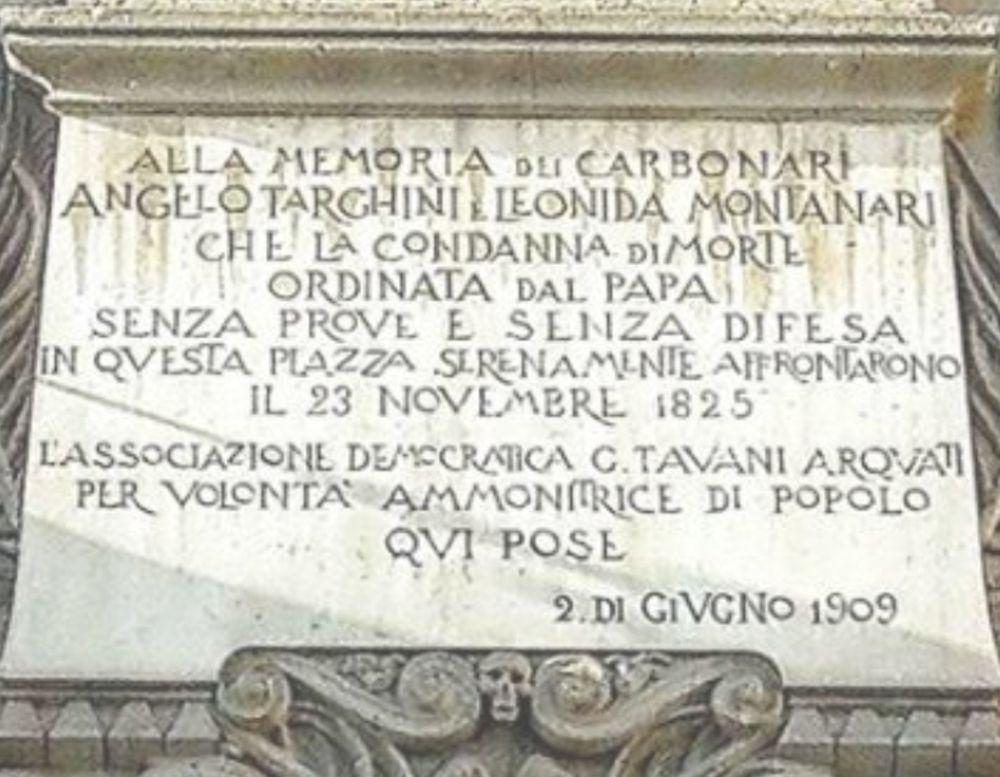 ALLA MEMORIA DEI CARBONARI
ANGELO TARGHINI E LEONIDA MONTANARI
CHE LA CONDANNA DI MORTE
ORDINATA DAL PAPA
SENZA PROVE E SENZA DIFESA
IN QVESTA PIAZZA SERENAMENTE AFFRONTARONO
IL 23 NOVEMBRE 1825
L'ASSOCIAZIONE DEMOCRATICA G. TAVANI ARQVATI
PER VOLONTA' AMMONITRICE DI POPOLO
QVI POSE
2. DI GIVGNO 1909